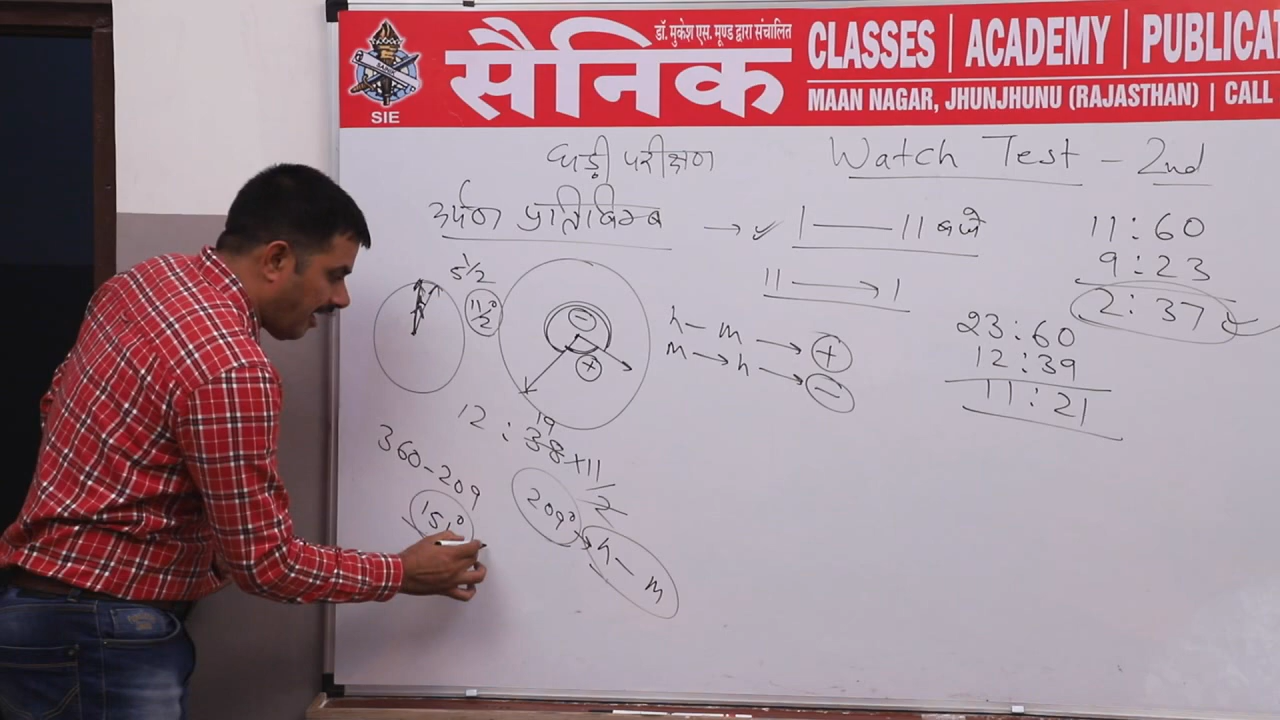 डॉ. मुकेश एस. मूण्ड द्वारा संचालित
सैनिक
CLASSES | ACADEMY | PUBLICAT
MAAN NAGAR, JHUNJHUNU (RAJASTHAN) | CALL
SAINIK
SIE
घड़ी परीक्षण
Watch Test - 2nd
दर्पण प्रतिबिम्ब → ✓ 1 — 11 बजे
11 → 1
11:60
9:23
2:37
23:60
12:39
11:21
5 1/2
11°/2
−
+
h — m → +
m → h → −
12 : 38 × 11/2
19
209°
h — m
360 - 209
151°